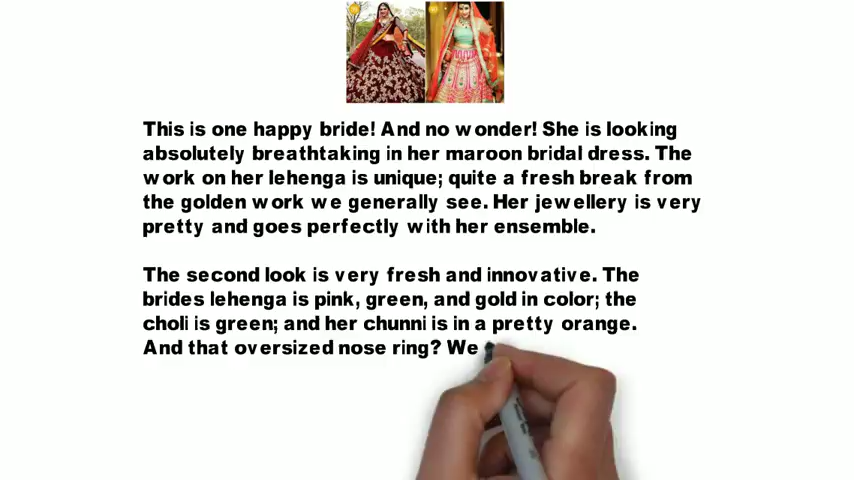 This is one happy bride! And no wonder! She is looking
absolutely breathtaking in her maroon bridal dress. The
work on her lehenga is unique; quite a fresh break from
the golden work we generally see. Her jewellery is very
pretty and goes perfectly with her ensemble.
The second look is very fresh and innovative. The
brides lehenga is pink, green, and gold in color; the
choli is green; and her chunni is in a pretty orange.
And that oversized nose ring? We